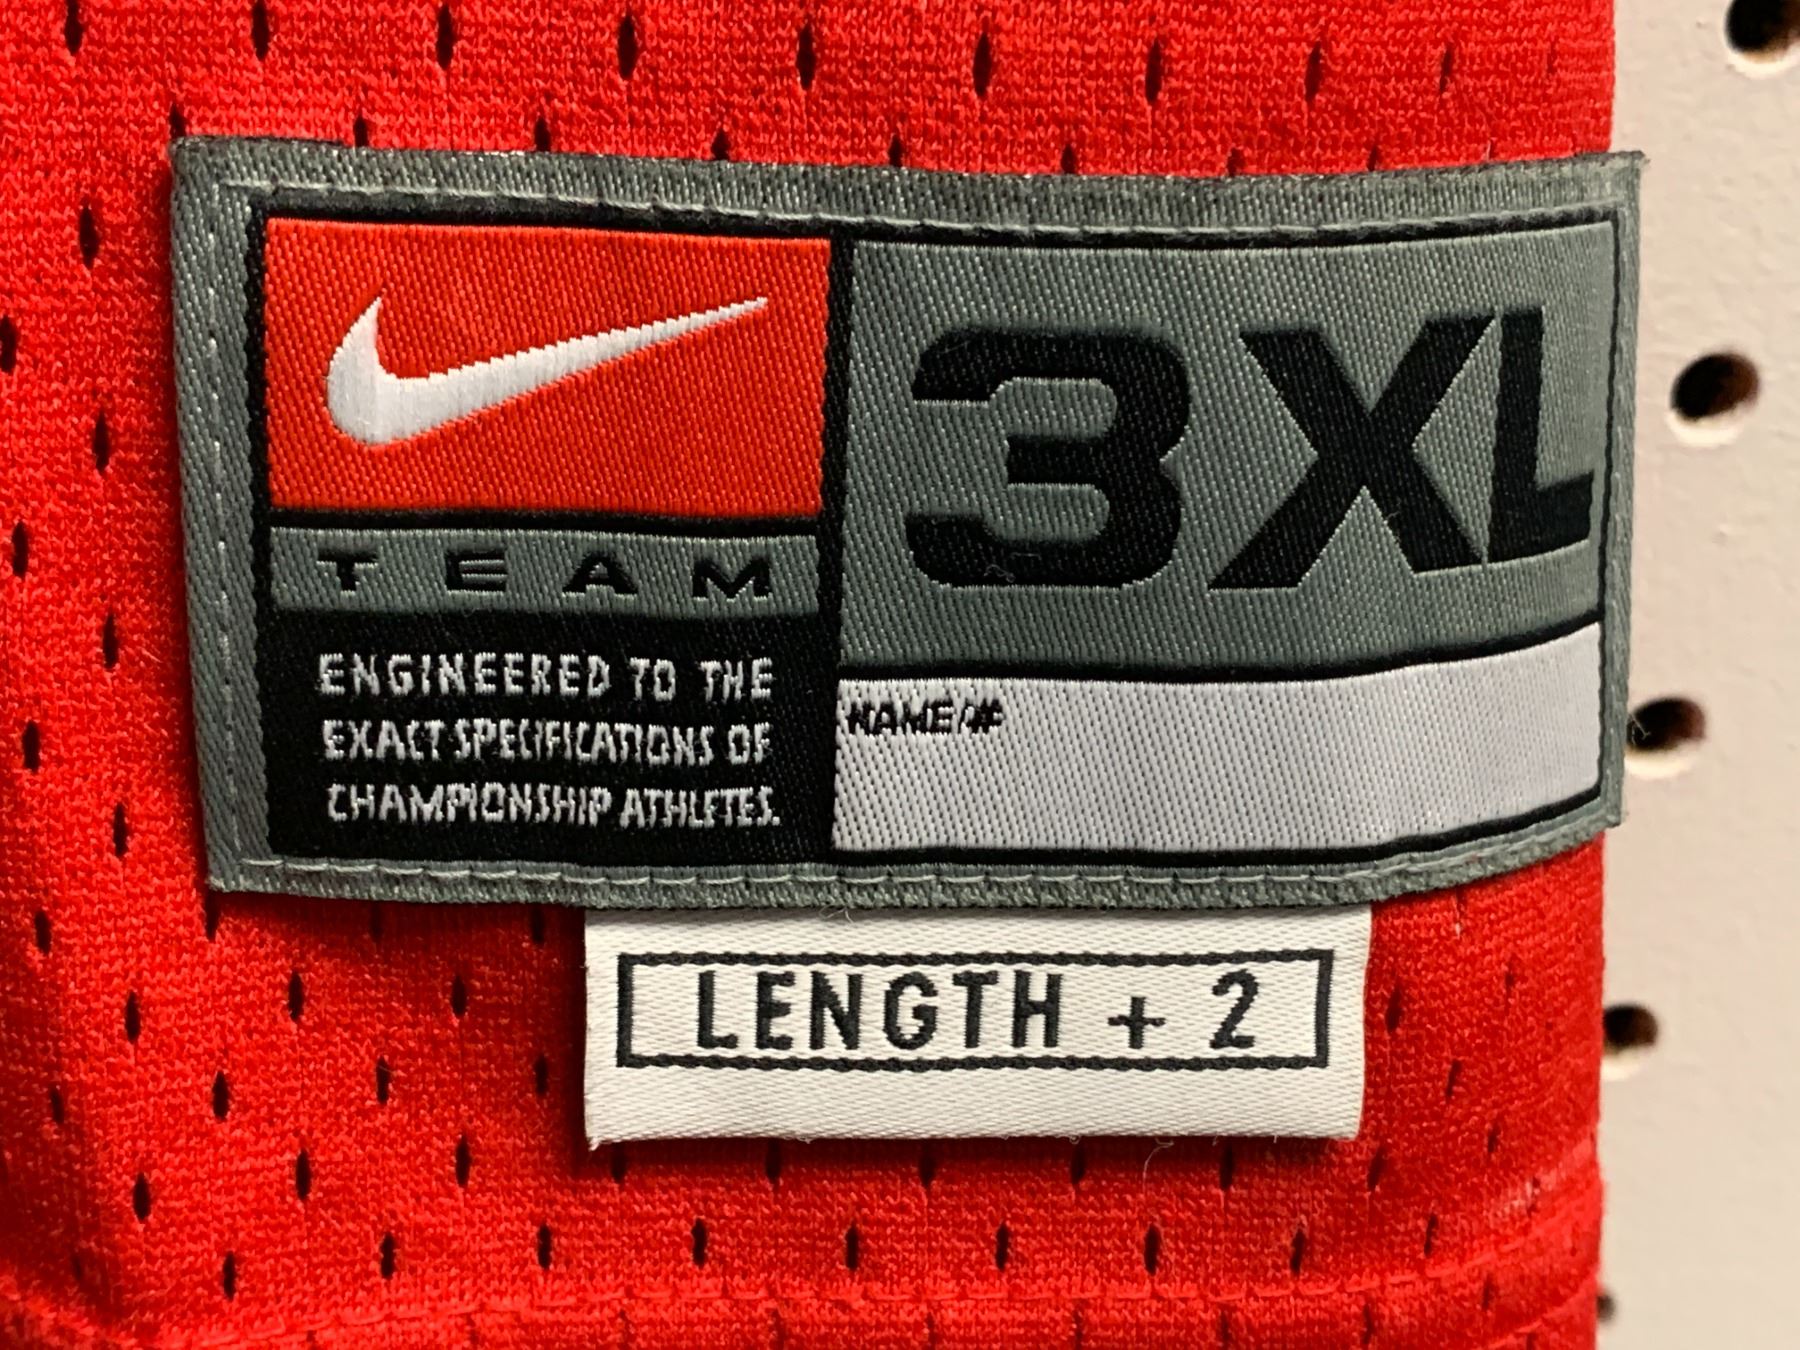 TEAM
ENGINEERED TO THE
EXACT SPECIFICATIONS OF
CHAMPIONSHIP ATHLETES.
3XL
NAME/#
LENGTH + 2